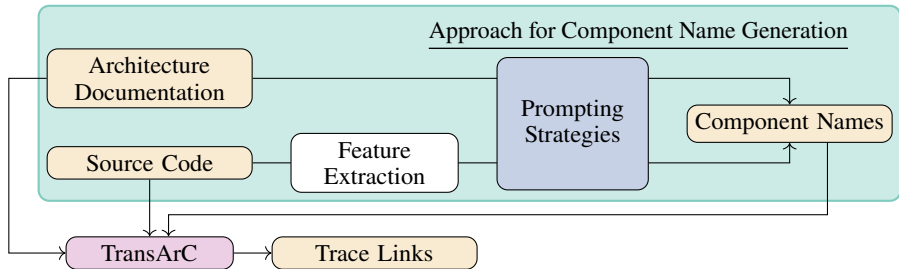 Approach for Component Name Generation
Architecture
Documentation
Prompting
Strategies
Component Names
Source Code
Feature
Extraction
TransArC
Trace Links